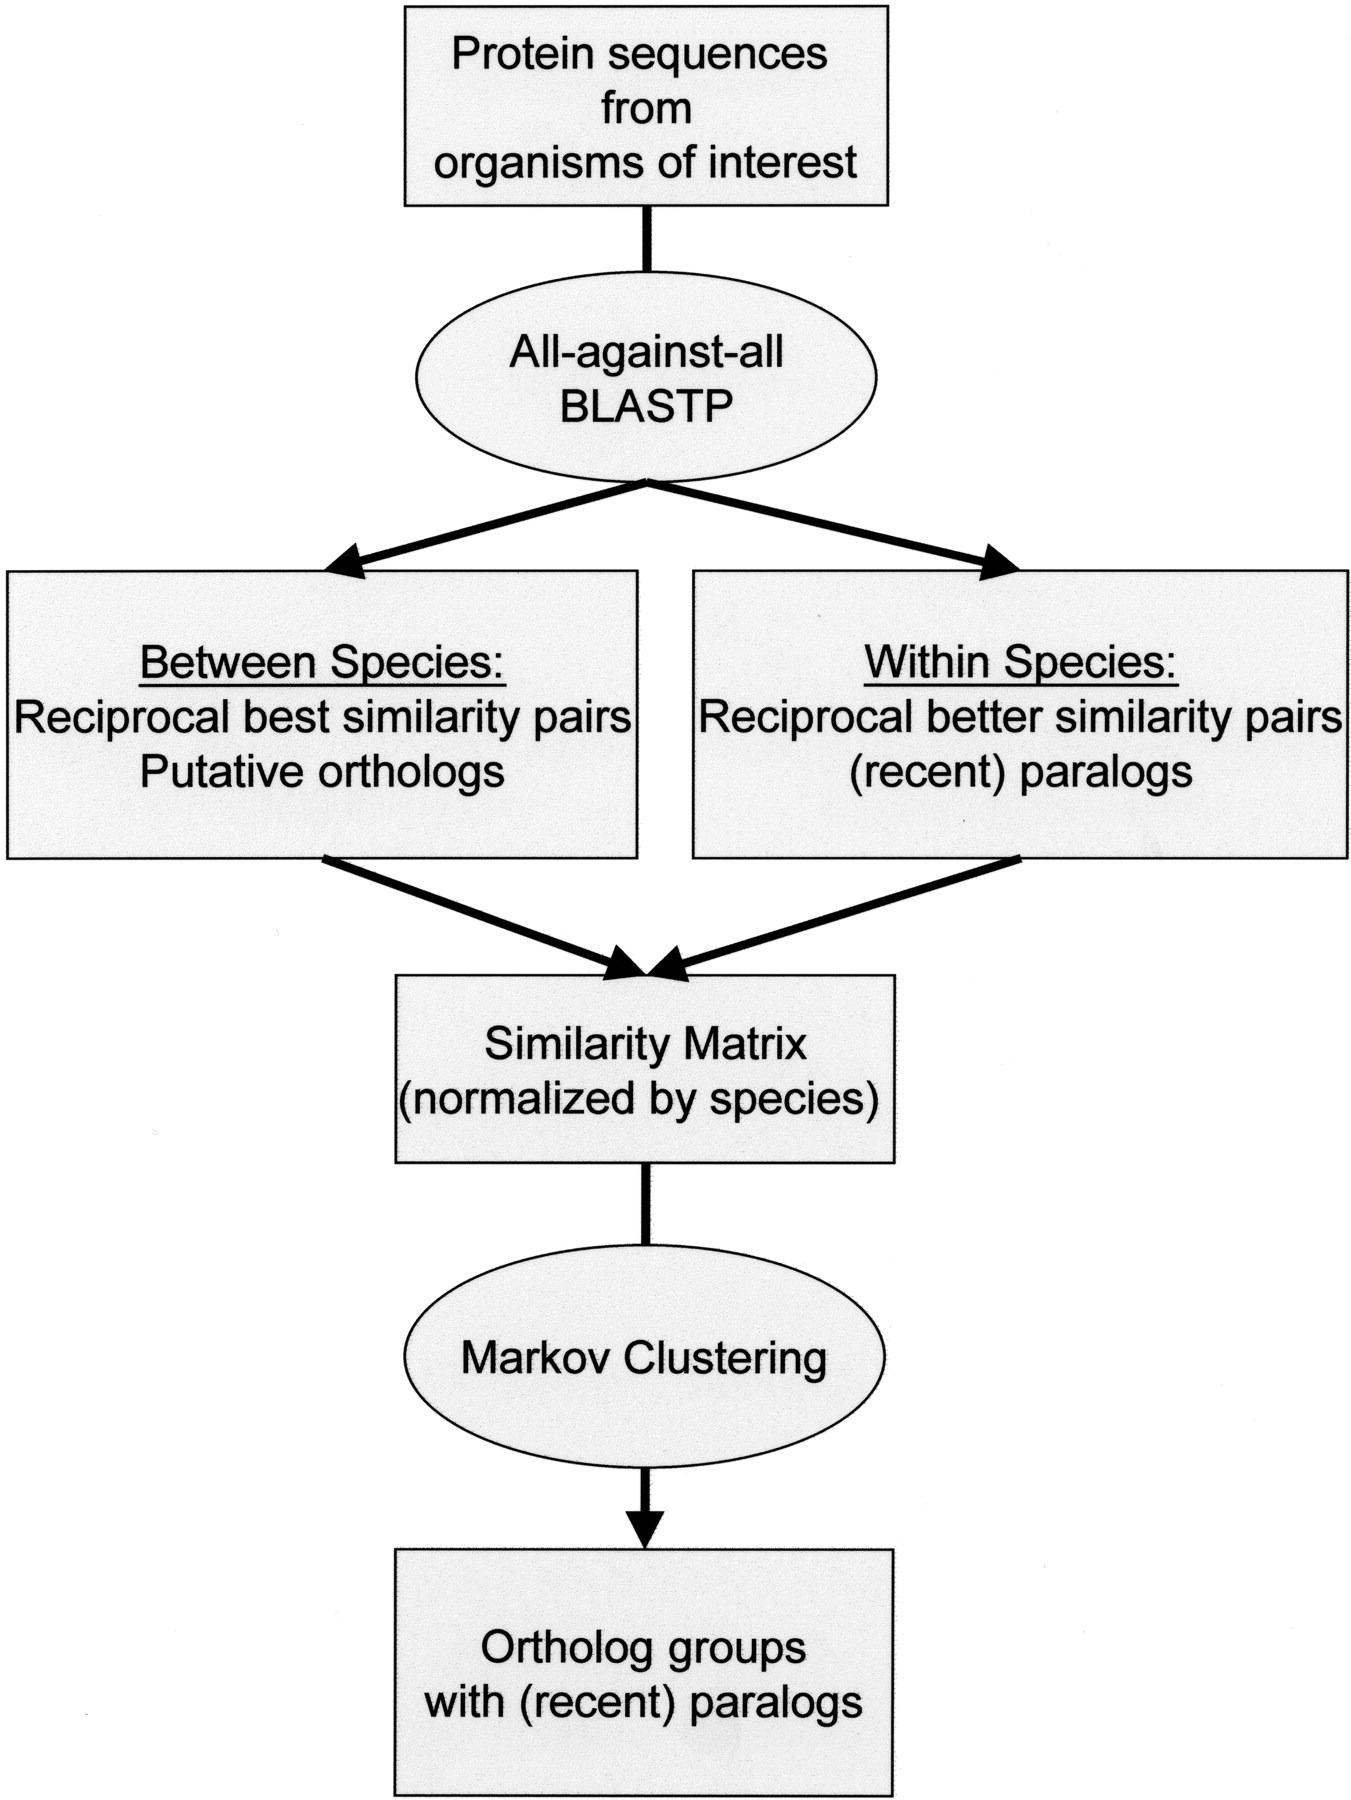 Protein sequences
from
organisms of interest
All-against-all
BLASTP
Between Species:
Reciprocal best similarity pairs
Putative orthologs
Within Species:
Reciprocal better similarity pairs
(recent) paralogs
Similarity Matrix
(normalized by species)
Markov Clustering
Ortholog groups
with (recent) paralogs